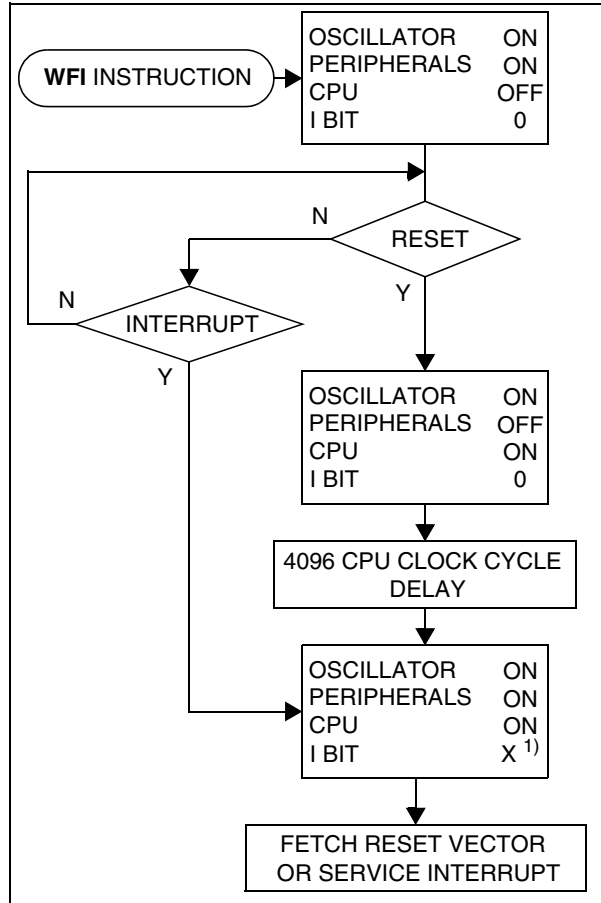 WFI INSTRUCTION
OSCILLATOR ON
PERIPHERALS ON
CPU OFF
I BIT 0
RESET
N
Y
INTERRUPT
N
Y
OSCILLATOR ON
PERIPHERALS OFF
CPU ON
I BIT 0
4096 CPU CLOCK CYCLE
DELAY
OSCILLATOR ON
PERIPHERALS ON
CPU ON
I BIT X 1)
FETCH RESET VECTOR
OR SERVICE INTERRUPT